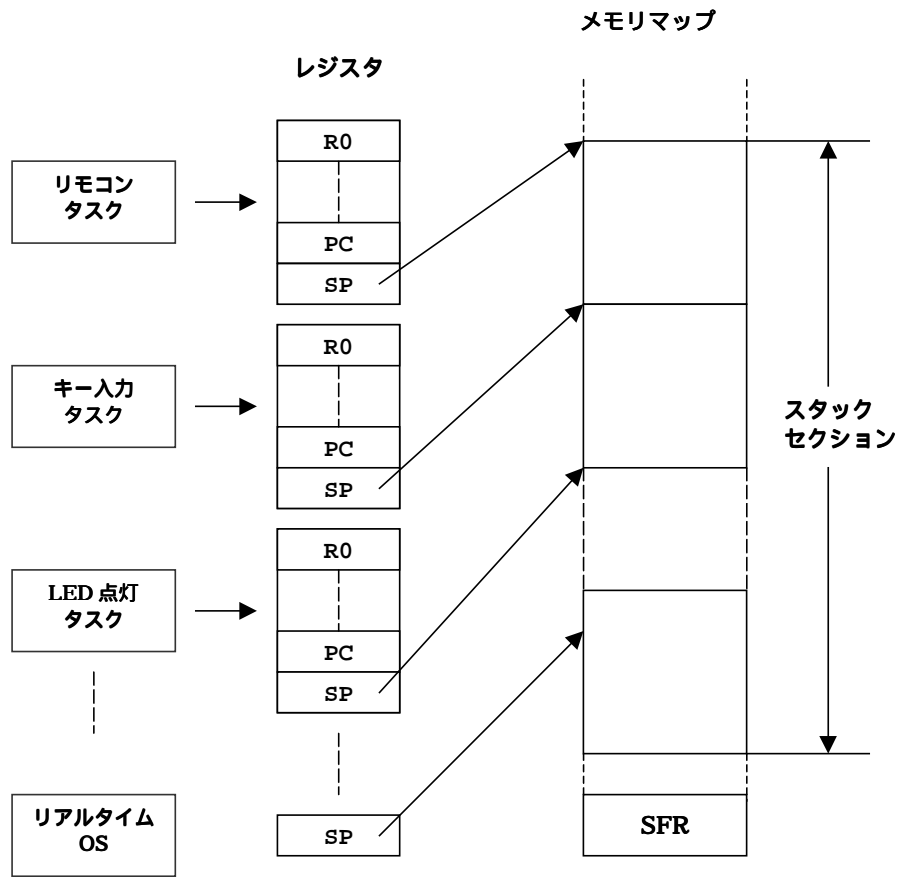 メモリマップ
レジスタ
R0
リモコン
タスク
PC
SP
R0
キー入力
タスク
PC
SP
スタック
セクション
R0
LED 点灯
タスク
PC
SP
リアルタイム
OS
SP
SFR